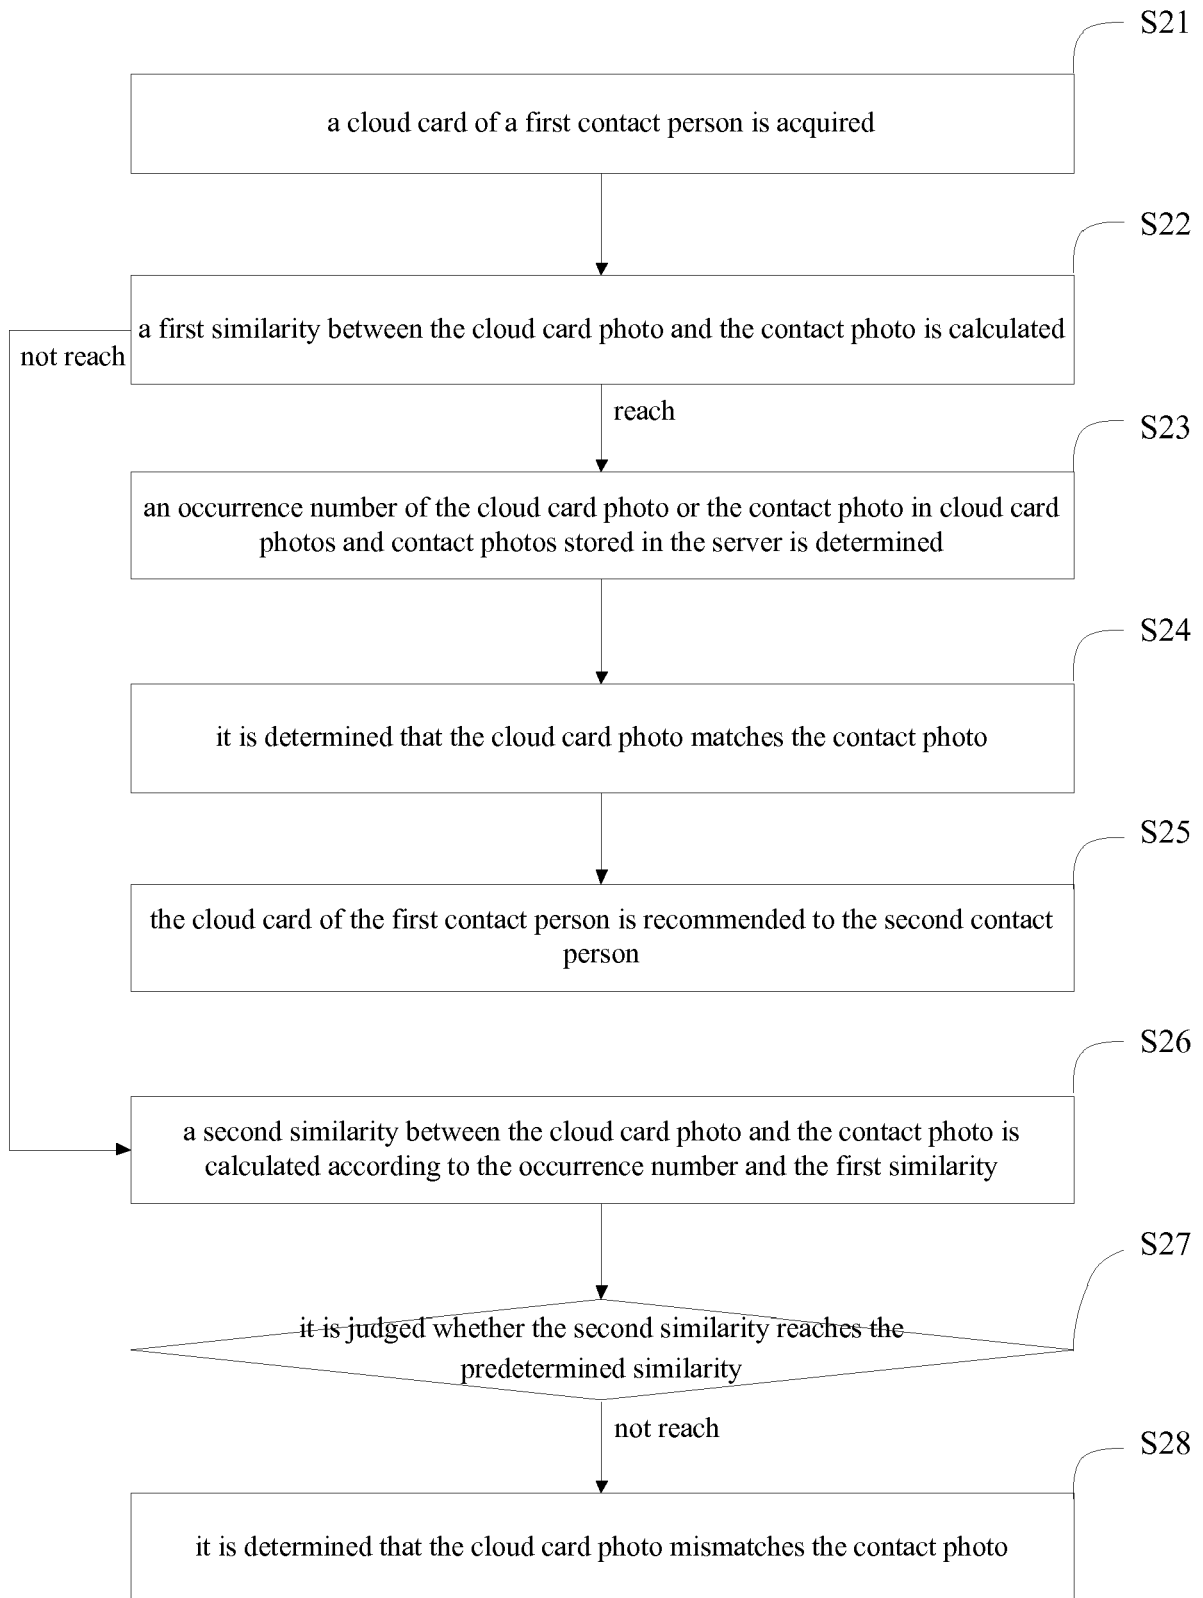 S21
a cloud card of a first contact person is acquired
S22
a first similarity between the cloud card photo and the contact photo is calculated
not reach
reach
S23
an occurrence number of the cloud card photo or the contact photo in cloud card
photos and contact photos stored in the server is determined
S24
it is determined that the cloud card photo matches the contact photo
S25
the cloud card of the first contact person is recommended to the second contact
person
S26
a second similarity between the cloud card photo and the contact photo is
calculated according to the occurrence number and the first similarity
S27
it is judged whether the second similarity reaches the
predetermined similarity
not reach
S28
it is determined that the cloud card photo mismatches the contact photo